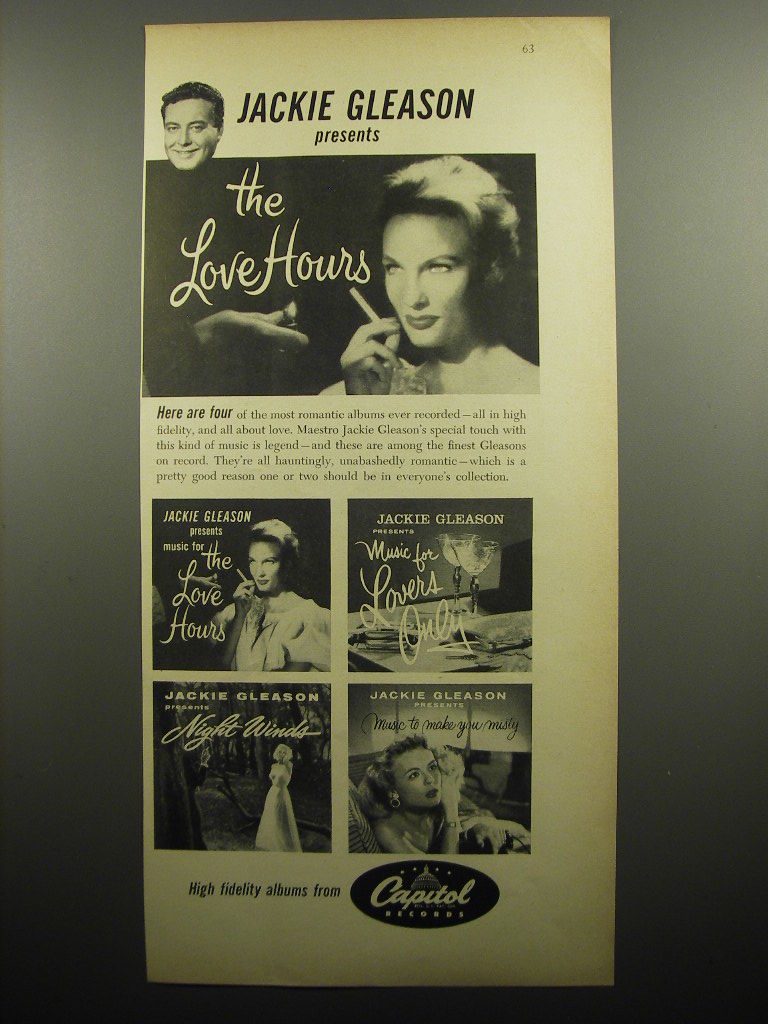 63
JACKIE GLEASON
presents
the
Love Hours
Here are four of the most romantic albums ever recorded—all in high
fidelity, and all about love. Maestro Jackie Gleason's special touch with
this kind of music is legend—and these are among the finest Gleasons
on record. They're all hauntingly, unabashedly romantic—which is a
pretty good reason one or two should be in everyone's collection.
JACKIE GLEASON
presents
music for
the
Love
Hours
JACKIE GLEASON
PRESENTS
Music for
Lovers
Only
JACKIE GLEASON
presents
Night Winds
JACKIE GLEASON
PRESENTS
Music to make you misty
High fidelity albums from
Capitol
RECORDS